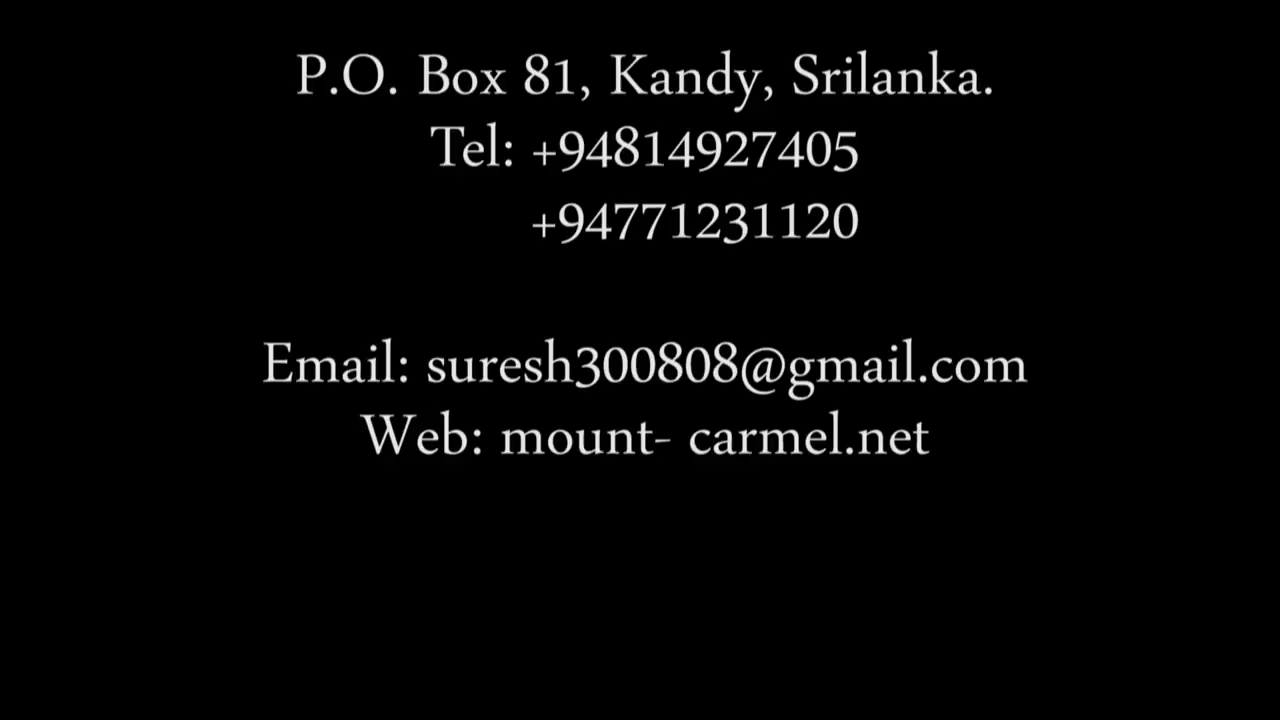 P.O. Box 81, Kandy, Srilanka.
Tel: +94814927405
+94771231120
Email: suresh300808@gmail.com
Web: mount- carmel.net